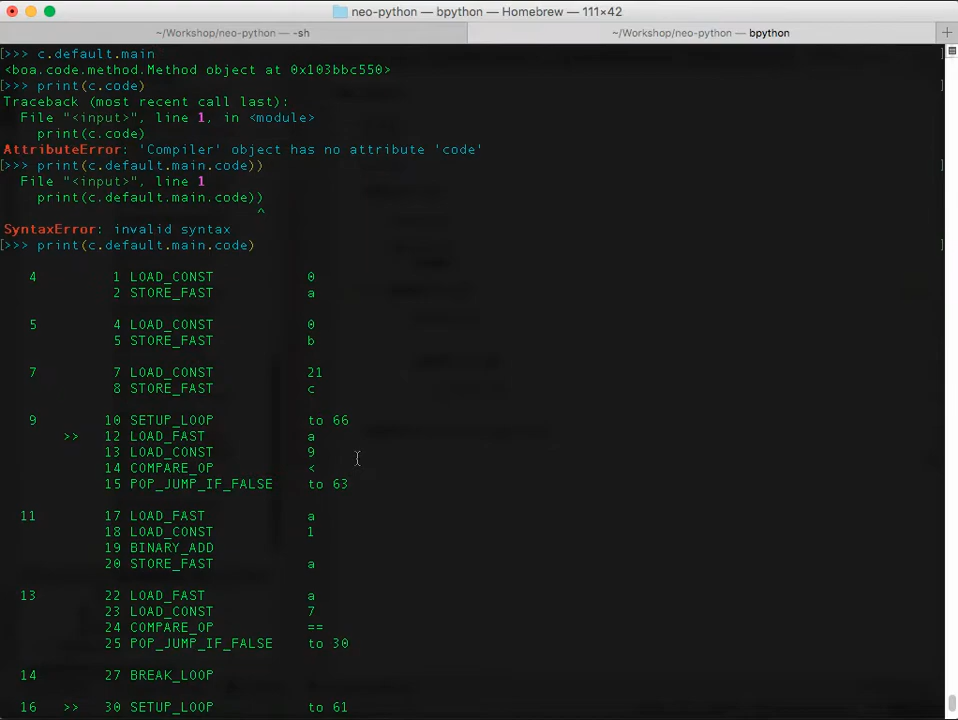 neo-python — bpython — Homebrew — 111×42
~/Workshop/neo-python — -sh ~/Workshop/neo-python — bpython +
[>>> c.default.main ]
<boa.code.method.Method object at 0x103bbc550>
[>>> print(c.code) ]
Traceback (most recent call last):
File "<input>", line 1, in <module>
print(c.code)
AttributeError: 'Compiler' object has no attribute 'code'
[>>> print(c.default.main.code)) ]
File "<input>", line 1
print(c.default.main.code))
^
SyntaxError: invalid syntax
[>>> print(c.default.main.code) ]
4 1 LOAD_CONST 0
2 STORE_FAST a
5 4 LOAD_CONST 0
5 STORE_FAST b
7 7 LOAD_CONST 21
8 STORE_FAST c
9 10 SETUP_LOOP to 66
>> 12 LOAD_FAST a
13 LOAD_CONST 9
14 COMPARE_OP <
15 POP_JUMP_IF_FALSE to 63
11 17 LOAD_FAST a
18 LOAD_CONST 1
19 BINARY_ADD
20 STORE_FAST a
13 22 LOAD_FAST a
23 LOAD_CONST 7
24 COMPARE_OP ==
25 POP_JUMP_IF_FALSE to 30
14 27 BREAK_LOOP
16 >> 30 SETUP_LOOP to 61